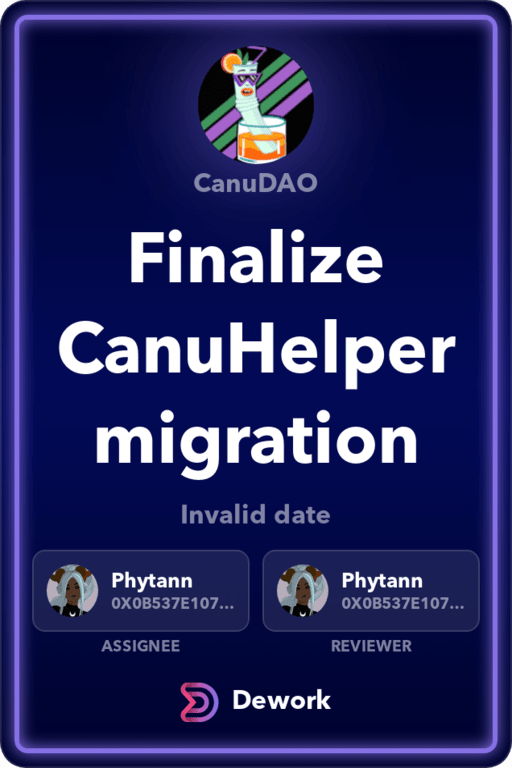 CanuDAO
Finalize
CanuHelper
migration
Invalid date
Phytann
0X0B537E107...
ASSIGNEE
Phytann
0X0B537E107...
REVIEWER
Dework